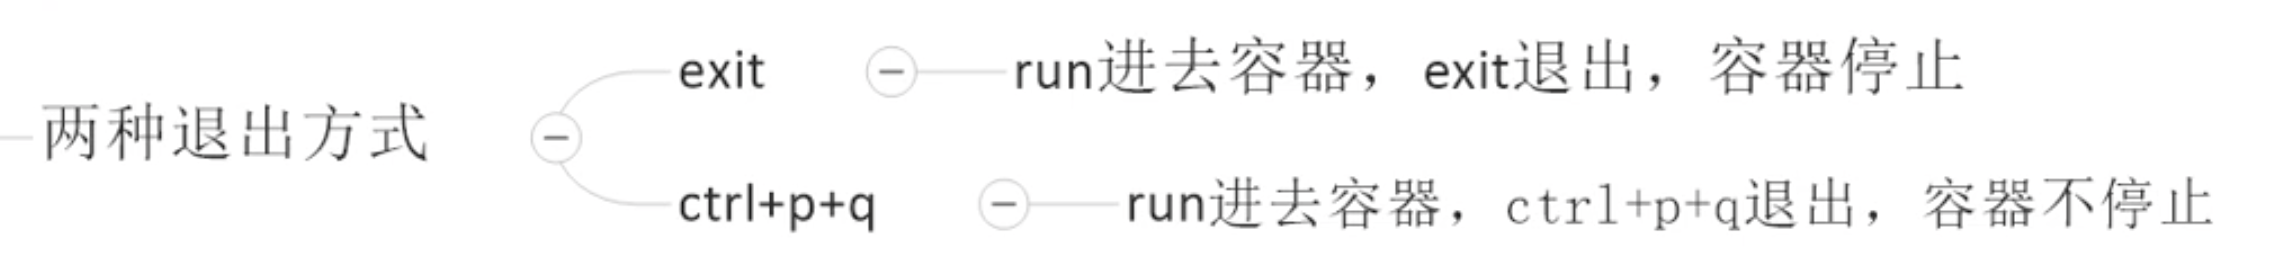 两种退出方式
exit
run进去容器，exit退出，容器停止
ctrl+p+q
run进去容器，ctrl+p+q退出，容器不停止